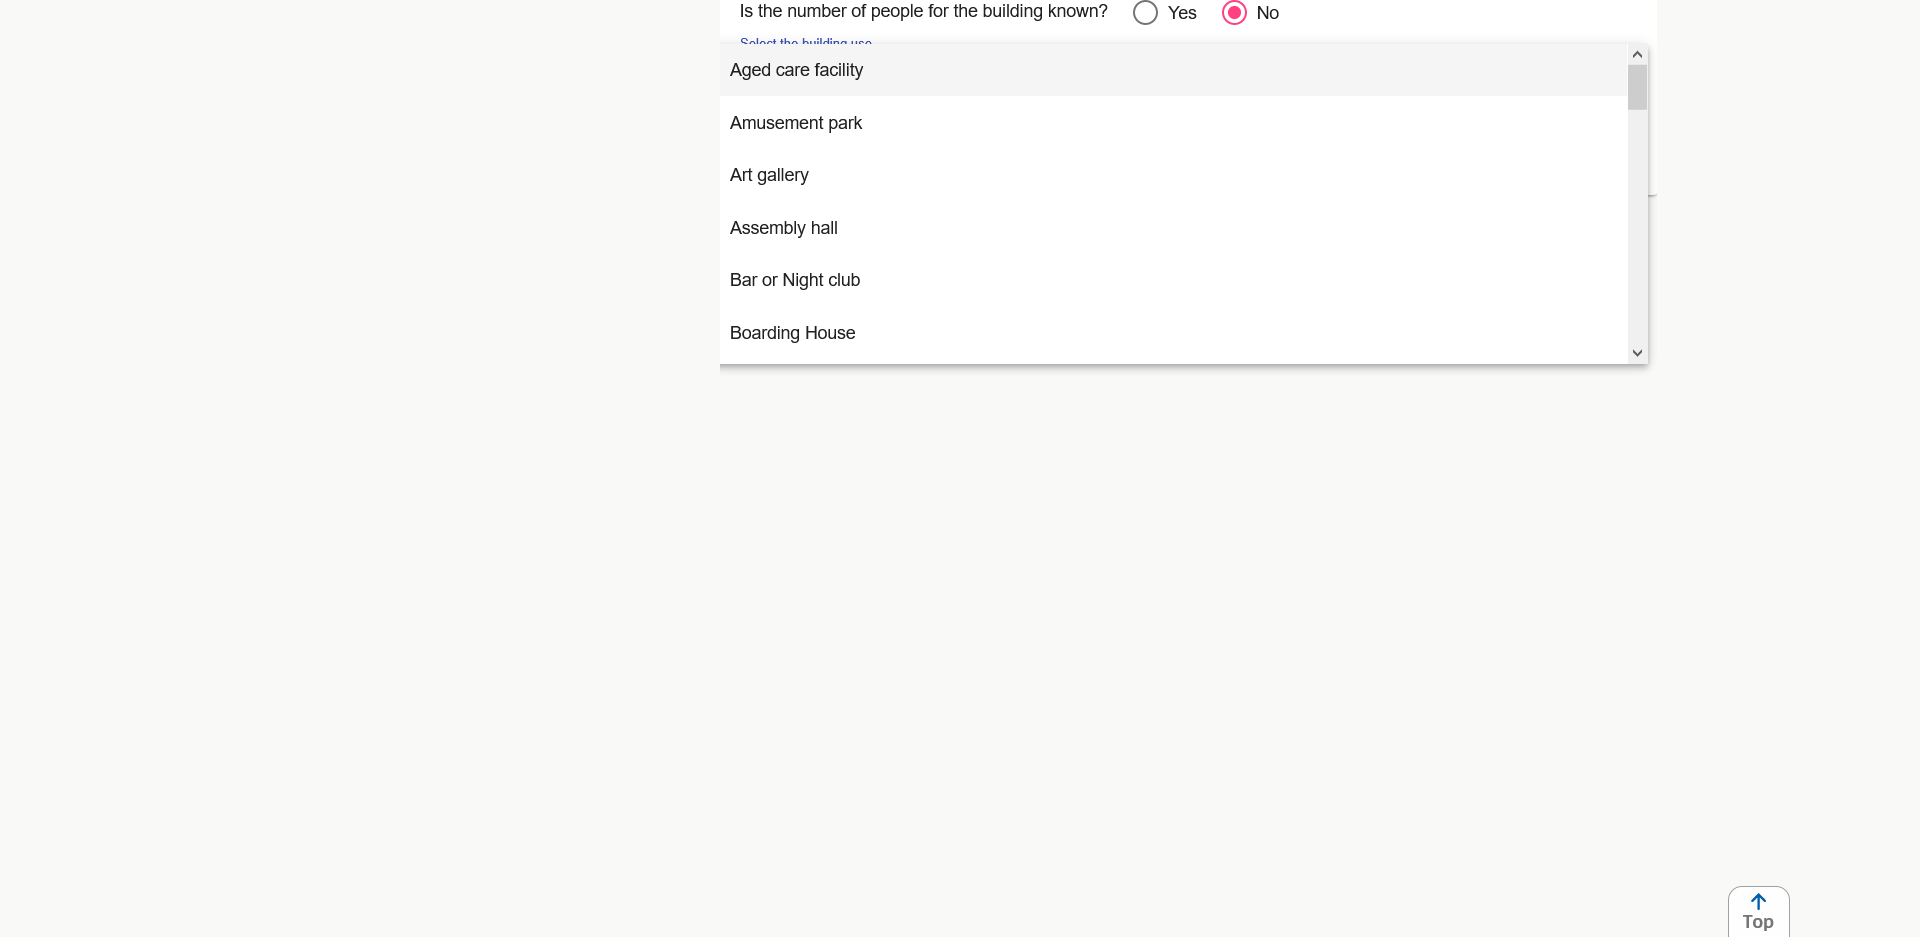 Is the number of people for the building known? Yes No
Select the building use
Aged care facility
Amusement park
Art gallery
Assembly hall
Bar or Night club
Boarding House
Top